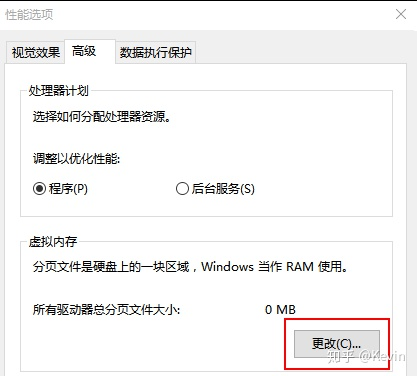 性能选项
视觉效果 高级 数据执行保护
处理器计划
选择如何分配处理器资源。
调整以优化性能:
程序(P) 后台服务(S)
虚拟内存
分页文件是硬盘上的一块区域，Windows 当作 RAM 使用。
所有驱动器总分页文件大小: 0 MB
更改(C)...
知乎 @Kevin